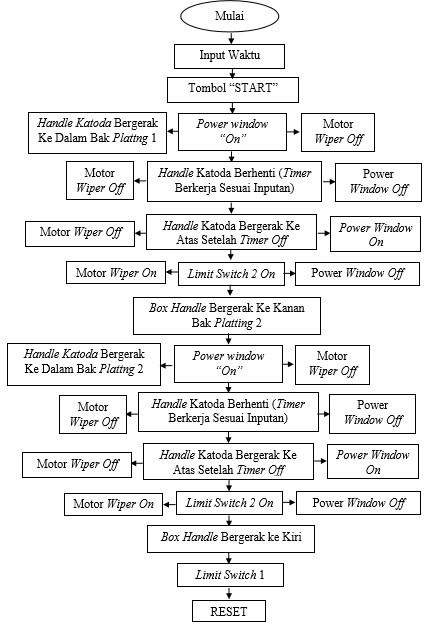 Mulai
Input Waktu
Tombol “START”
Handle Katoda Bergerak
Ke Dalam Bak Plattng 1
Power window
“On”
Motor
Wiper Off
Motor
Wiper Off
Handle Katoda Berhenti (Timer
Berkerja Sesuai Inputan)
Power
Window Off
Motor Wiper Off
Handle Katoda Bergerak Ke
Atas Setelah Timer Off
Power Window
On
Motor Wiper On
Limit Switch 2 On
Power Window Off
Box Handle Bergerak Ke Kanan
Bak Platting 2
Handle Katoda Bergerak
Ke Dalam Bak Plattng 2
Power window
“On”
Motor
Wiper Off
Motor
Wiper Off
Handle Katoda Berhenti (Timer
Berkerja Sesuai Inputan)
Power
Window Off
Motor Wiper Off
Handle Katoda Bergerak Ke
Atas Setelah Timer Off
Power Window
On
Motor Wiper On
Limit Switch 2 On
Power Window Off
Box Handle Bergerak ke Kiri
Limit Switch 1
RESET